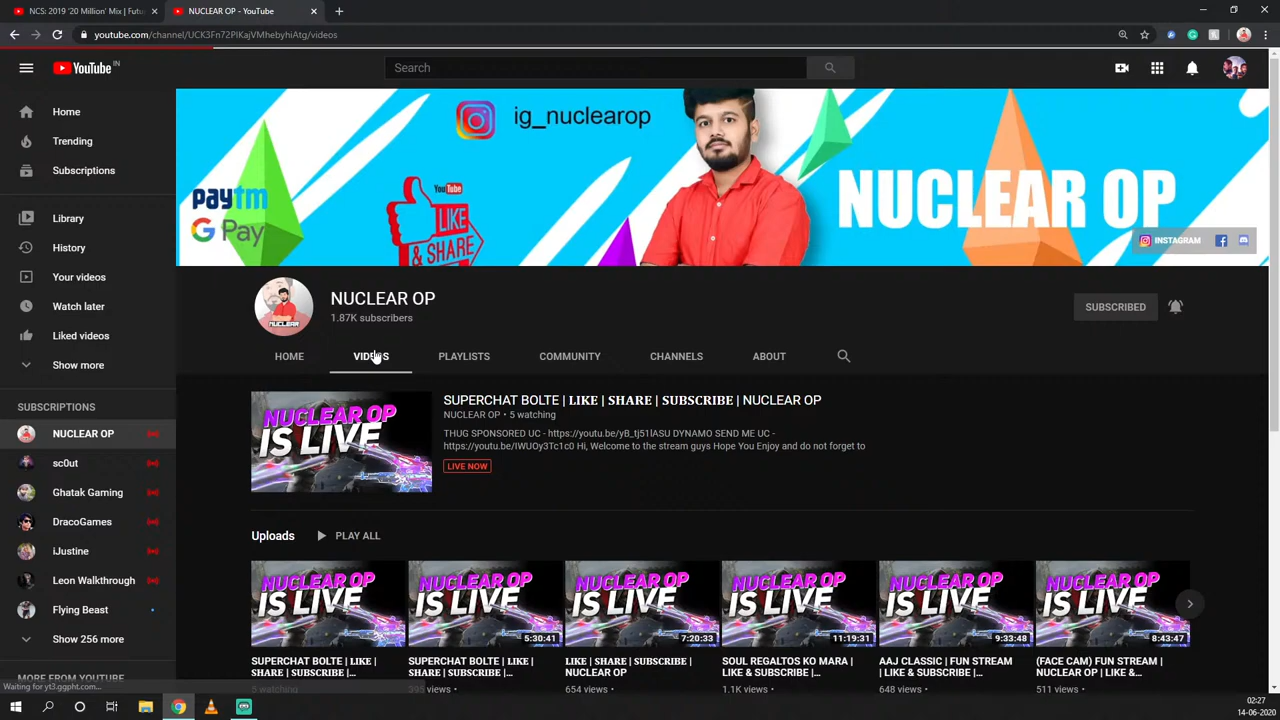 NCS: 2019 '20 Million' Mix | Futu
NUCLEAR OP - YouTube
youtube.com/channel/UCK3Fn72PIKajVMhebyhiAtg/videos
YouTube IN
Search
Home
Trending
Subscriptions
Library
History
Your videos
Watch later
Liked videos
Show more
SUBSCRIPTIONS
NUCLEAR OP
sc0ut
Ghatak Gaming
DracoGames
iJustine
Leon Walkthrough
Flying Beast
Show 256 more
MORE FROM YOUTUBE
Waiting for yt3.ggpht.com...
ig_nuclearop
paytm
G Pay
YouTube
LIKE
& SHARE
NUCLEAR OP
INSTAGRAM
NUCLEAR
NUCLEAR OP
1.87K subscribers
SUBSCRIBED
HOME VIDEOS PLAYLISTS COMMUNITY CHANNELS ABOUT
NUCLEAR OP
IS LIVE
SUPERCHAT BOLTE | LIKE | SHARE | SUBSCRIBE | NUCLEAR OP
NUCLEAR OP • 5 watching
THUG SPONSORED UC - https://youtu.be/yB_tj51lASU DYNAMO SEND ME UC -
https://youtu.be/IWUOy3Tc1c0 Hi, Welcome to the stream guys Hope You Enjoy and do not forget to
LIVE NOW
Uploads PLAY ALL
NUCLEAR OP
IS LIVE
SUPERCHAT BOLTE | LIKE |
SHARE | SUBSCRIBE |...
5 watching
NUCLEAR OP
IS LIVE
5:30:41
SUPERCHAT BOLTE | LIKE |
SHARE | SUBSCRIBE |...
395 views •
NUCLEAR OP
IS LIVE
7:20:33
LIKE | SHARE | SUBSCRIBE |
NUCLEAR OP
654 views •
NUCLEAR OP
IS LIVE
11:19:31
SOUL REGALTOS KO MARA |
LIKE & SUBSCRIBE |...
1.1K views •
NUCLEAR OP
IS LIVE
9:33:48
AAJ CLASSIC | FUN STREAM
| LIKE & SUBSCRIBE |...
648 views •
NUCLEAR OP
IS LIVE
8:43:47
(FACE CAM) FUN STREAM |
NUCLEAR OP | LIKE &...
511 views •
02:27
14-06-2020